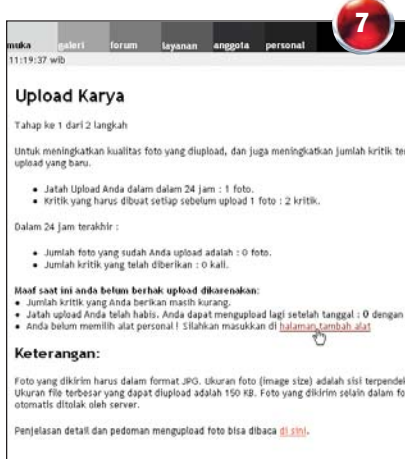 7
muka galeri forum layanan anggota personal
11:19:37 wib
Upload Karya
Tahap ke 1 dari 2 langkah
Untuk meningkatkan kualitas foto yang diupload, dan juga meningkatkan jumlah kritik
upload yang baru.
• Jatah Upload Anda dalam dalam 24 jam : 1 foto.
• Kritik yang harus dibuat setiap sebelum upload 1 foto : 2 kritik.
Dalam 24 jam terakhir :
• Jumlah foto yang sudah Anda upload adalah : 0 foto.
• Jumlah kritik yang telah diberikan : 0 kali.
Maaf saat ini anda belum berhak upload dikarenakan:
• Jumlah kritik yang Anda berikan masih kurang.
• Jatah upload Anda telah habis. Anda dapat mengupload lagi setelah tanggal : 0 dengan
• Anda belum memilih alat personal ! Silahkan masukkan di halaman tambah alat
Keterangan:
Foto yang dikirim harus dalam format JPG. Ukuran foto (image size) adalah sisi terpendek
Ukuran file terbesar yang dapat diupload adalah 150 KB. Foto yang dikirim selain dalam
otomatis ditolak oleh server.
Penjelasan detail dan pedoman mengupload foto bisa dibaca di sini.